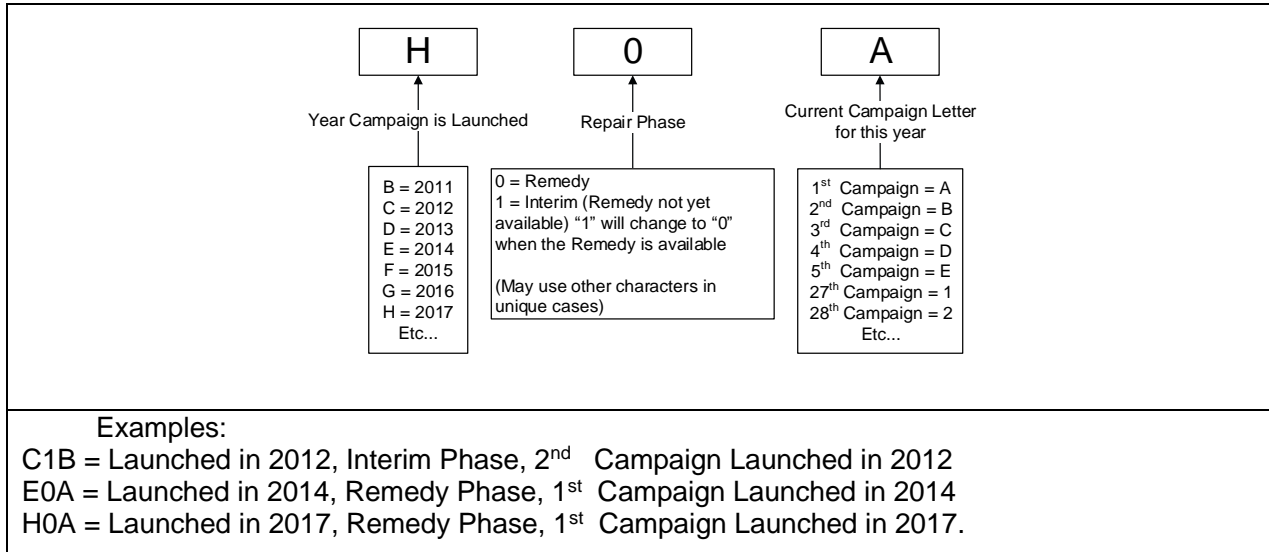 H 0 A
Year Campaign is Launched
Repair Phase
Current Campaign Letter
for this year
B = 2011
C = 2012
D = 2013
E = 2014
F = 2015
G = 2016
H = 2017
Etc...
0 = Remedy
1 = Interim (Remedy not yet
available) “1” will change to “0”
when the Remedy is available
(May use other characters in
unique cases)
1st Campaign = A
2nd Campaign = B
3rd Campaign = C
4th Campaign = D
5th Campaign = E
27th Campaign = 1
28th Campaign = 2
Etc...
Examples:
C1B = Launched in 2012, Interim Phase, 2nd Campaign Launched in 2012
E0A = Launched in 2014, Remedy Phase, 1st Campaign Launched in 2014
H0A = Launched in 2017, Remedy Phase, 1st Campaign Launched in 2017.